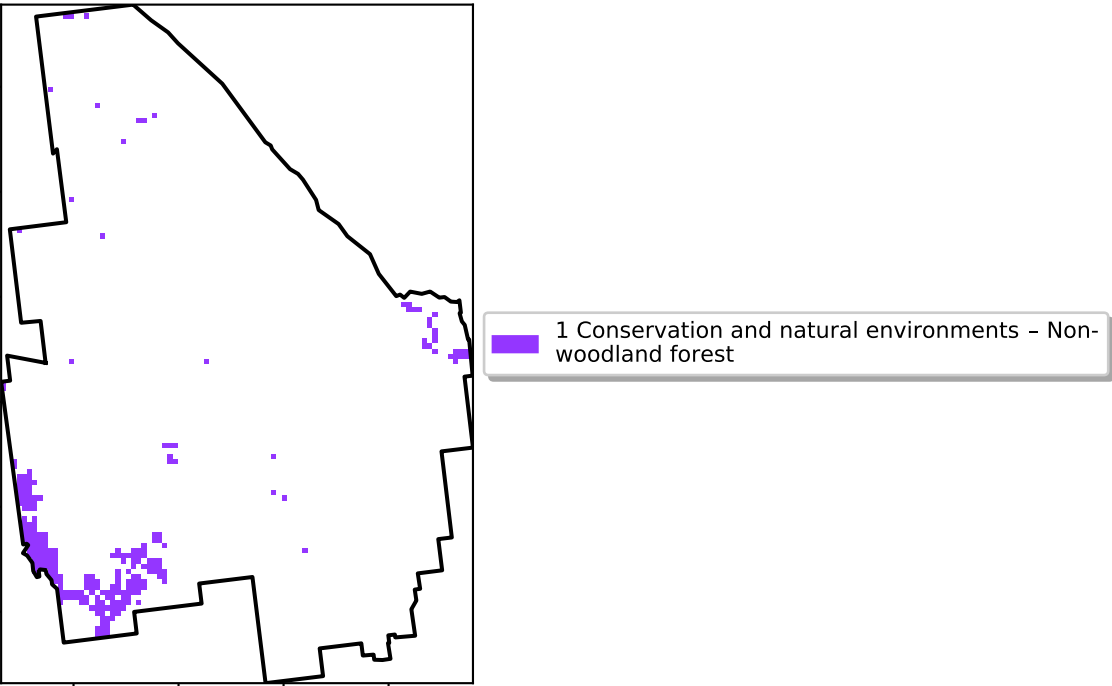 1 Conservation and natural environments – Non-
woodland forest